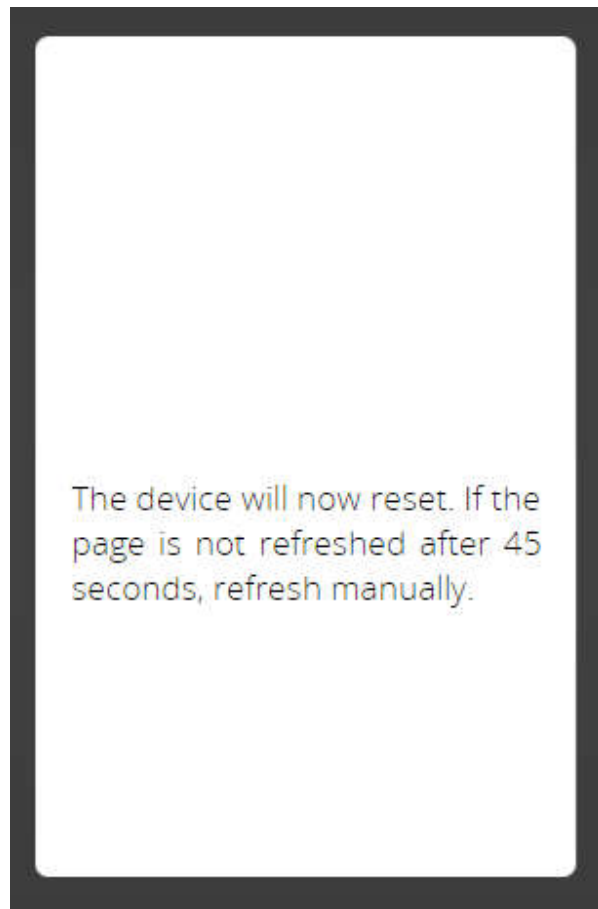 The device will now reset. If the
page is not refreshed after 45
seconds, refresh manually.